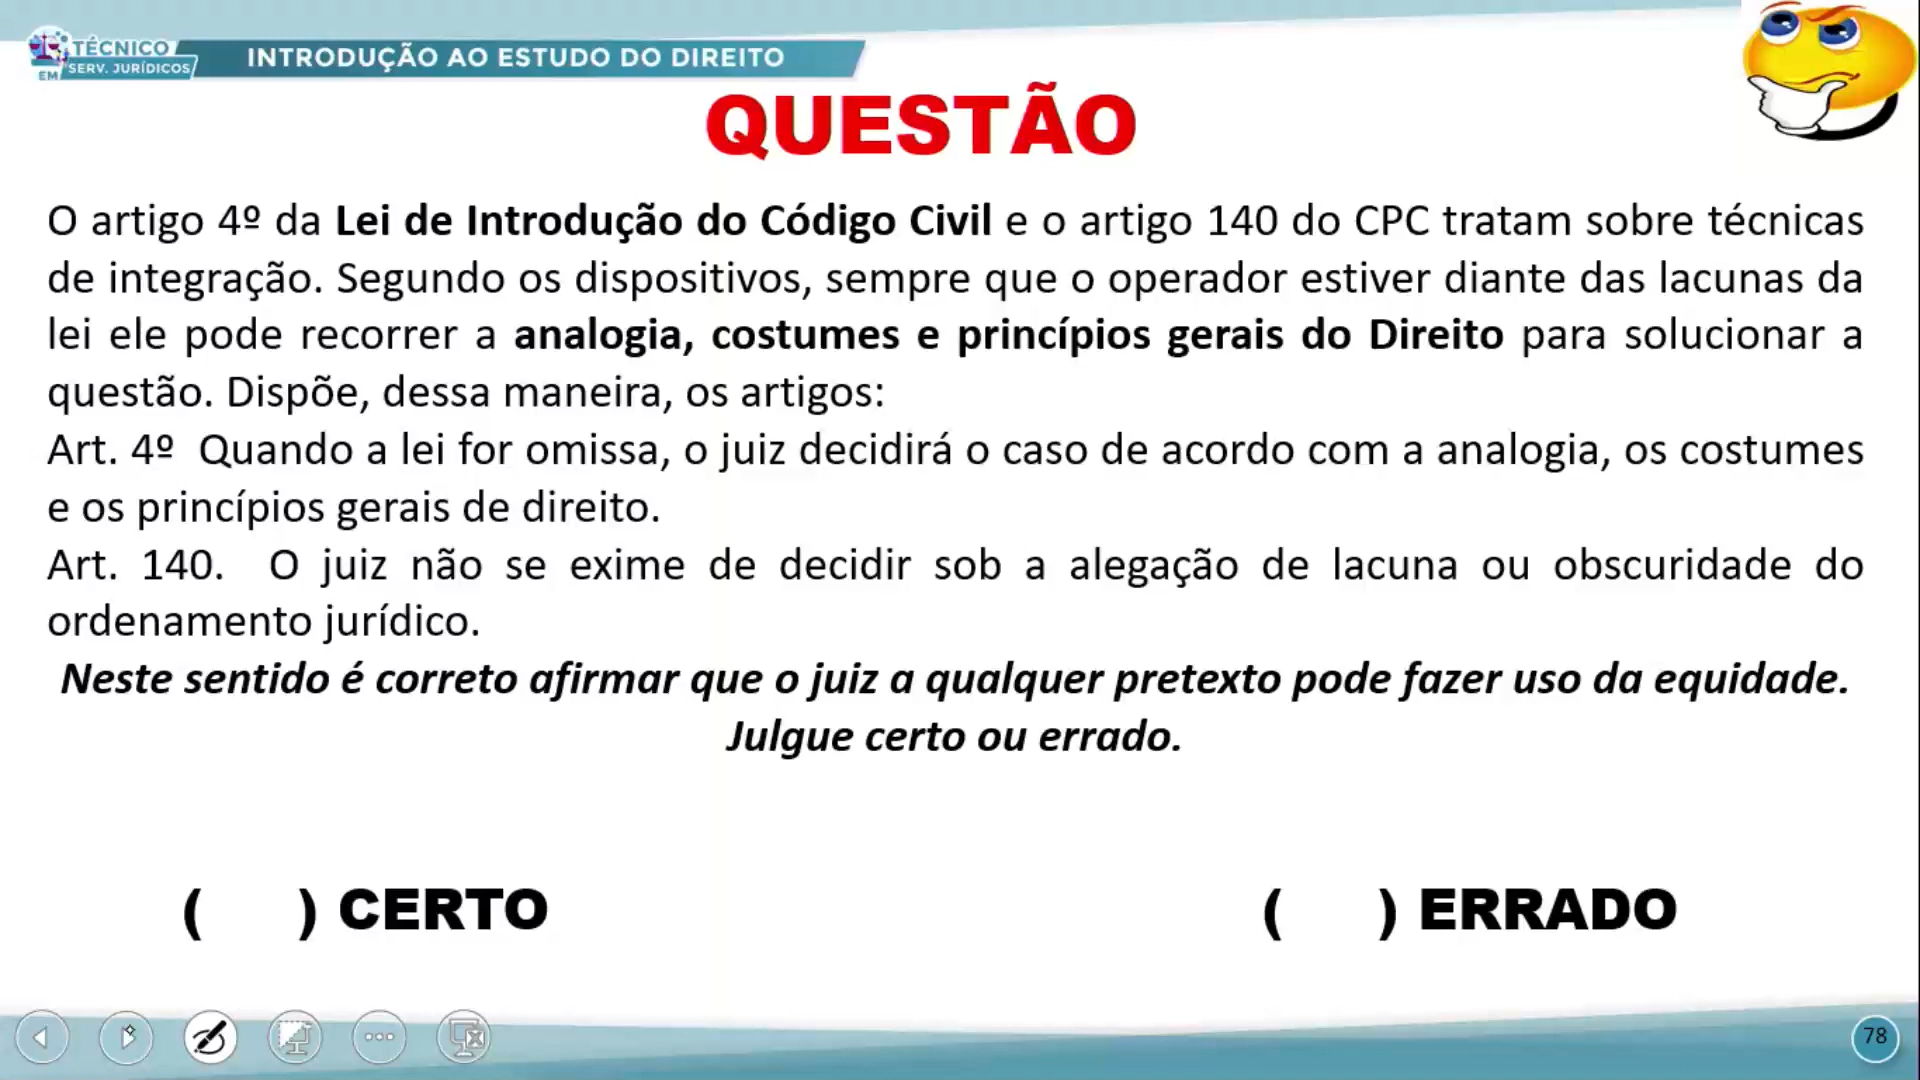 TÉCNICO
EM SERV. JURÍDICOS
INTRODUÇÃO AO ESTUDO DO DIREITO
QUESTÃO
O artigo 4º da Lei de Introdução do Código Civil e o artigo 140 do CPC tratam sobre técnicas
de integração. Segundo os dispositivos, sempre que o operador estiver diante das lacunas da
lei ele pode recorrer a analogia, costumes e princípios gerais do Direito para solucionar a
questão. Dispõe, dessa maneira, os artigos:
Art. 4º Quando a lei for omissa, o juiz decidirá o caso de acordo com a analogia, os costumes
e os princípios gerais de direito.
Art. 140. O juiz não se exime de decidir sob a alegação de lacuna ou obscuridade do
ordenamento jurídico.
Neste sentido é correto afirmar que o juiz a qualquer pretexto pode fazer uso da equidade.
Julgue certo ou errado.
( ) CERTO ( ) ERRADO
78